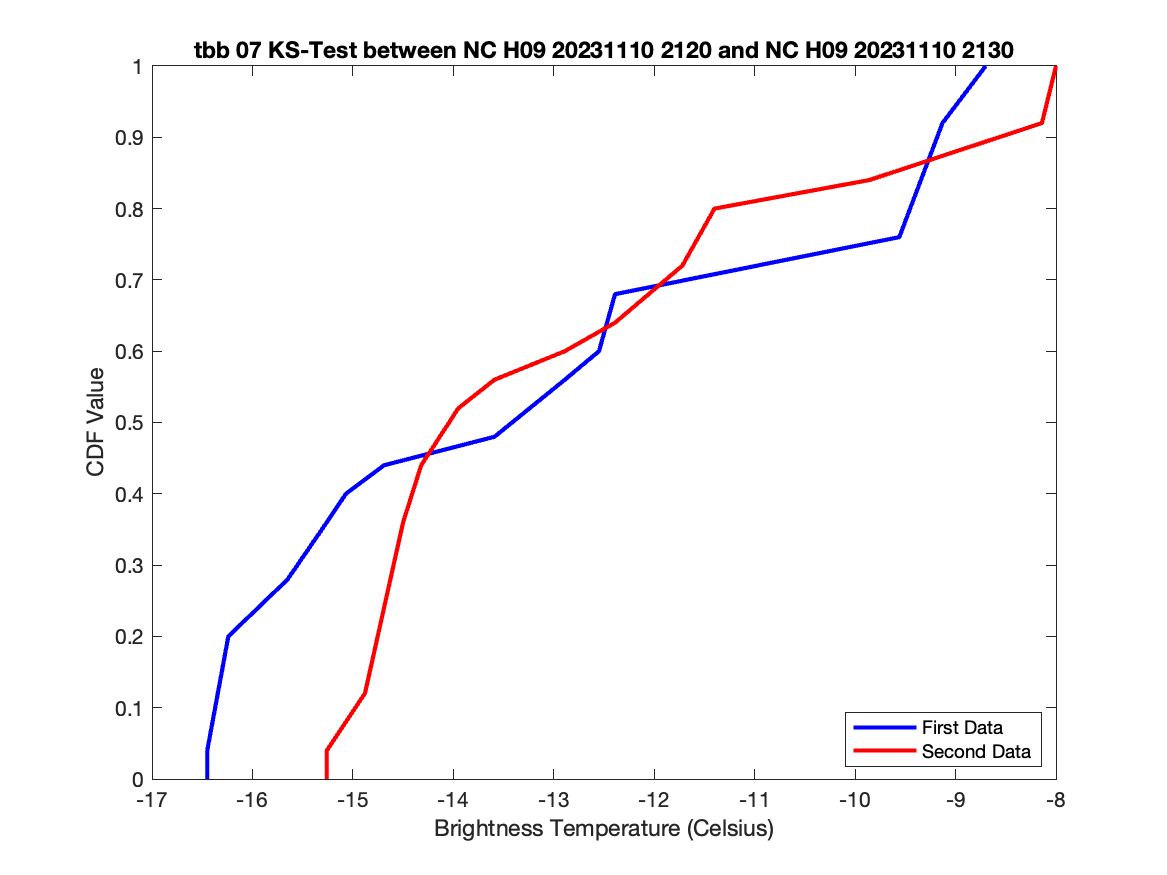 tbb 07 KS-Test between NC H09 20231110 2120 and NC H09 20231110 2130
1
0.9
0.8
0.7
0.6
0.5
0.4
0.3
0.2
0.1
0
CDF Value
First Data
Second Data
-17 -16 -15 -14 -13 -12 -11 -10 -9 -8
Brightness Temperature (Celsius)